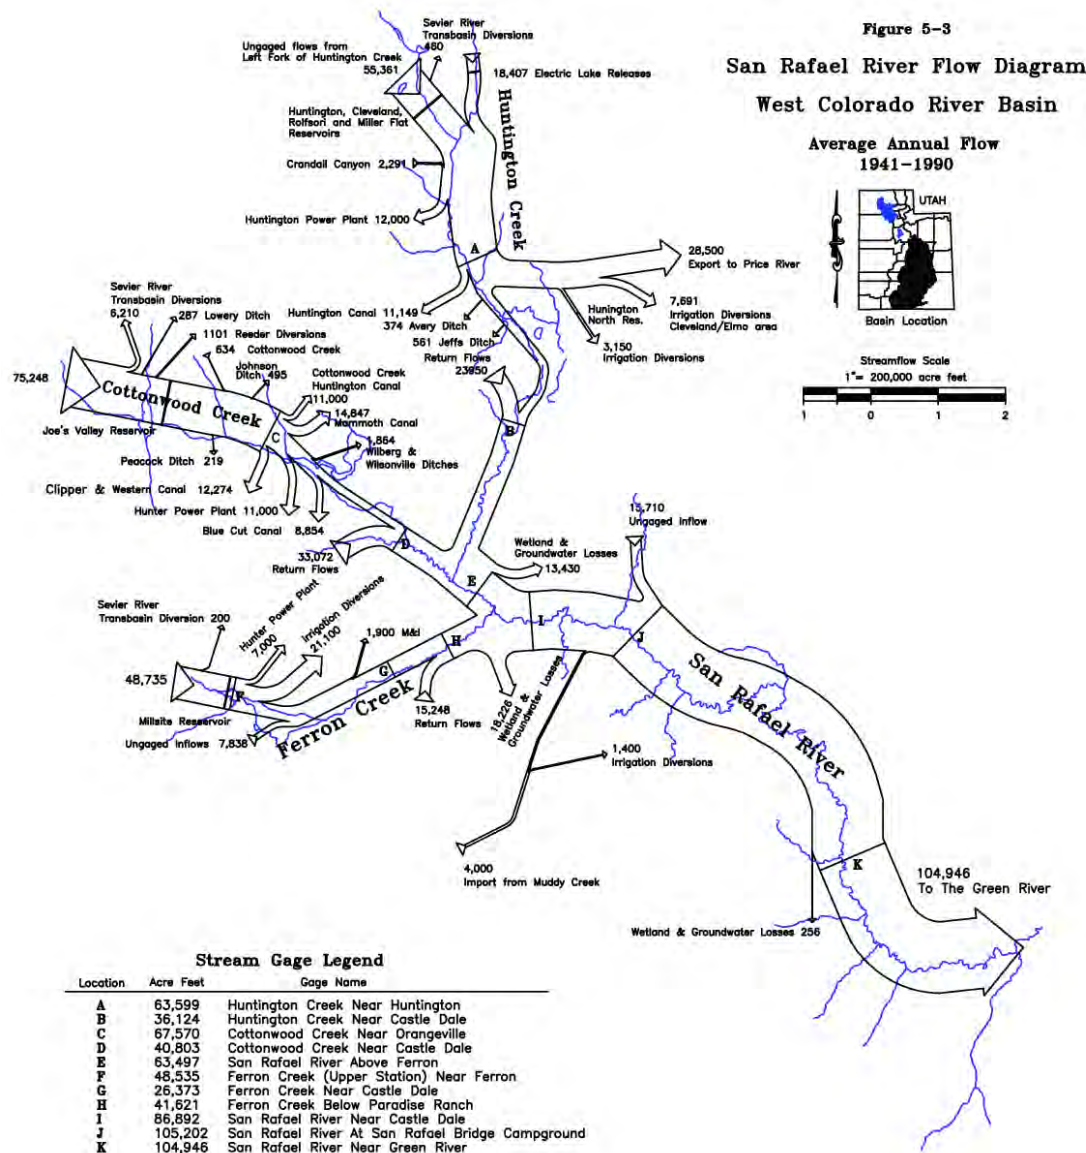 Figure 5-3
San Rafael River Flow Diagram
West Colorado River Basin
Average Annual Flow
1941-1990
UTAH
Basin Location
Streamflow Scale
1"= 200,000 acre feet
1 0 1 2
Sevier River
Transbasin Diversions
460
Ungaged flows from
Left Fork of Huntington Creek
55,361
18,407 Electric Lake Releases
Huntington, Cleveland,
Rolfson and Miller Flat
Reservoirs
Huntington Creek
Crandall Canyon 2,291
Huntington Power Plant 12,000
A
28,500
Export to Price River
Huntington Canal 11,149
374 Avery Ditch
561 Jeffs Ditch
Hunington
North Res.
7,691
Irrigation Diversions
Cleveland/Elmo area
3,150
Irrigation Diversions
Return Flows
23950
B
Sevier River
Transbasin Diversions
6,210
287 Lowery Ditch
1101 Reeder Diversions
634 Cottonwood Creek
Johnson
Ditch 495
Cottonwood Creek
Huntington Canal
11,000
14,647
Mammoth Canal
1,864
Wilberg &
Wilsonville Ditches
75,248
Cottonwood Creek
C
Joe's Valley Reservoir
Peacock Ditch 219
Clipper & Western Canal 12,274
Hunter Power Plant 11,000
Blue Cut Canal 8,854
33,072
Return Flows
D
Wetland &
Groundwater Losses
13,430
15,710
Ungaged Inflow
E
I
J
Sevier River
Transbasin Diversion 200
Hunter Power Plant
7,000
Irrigation Diversions
21,100
1,900 M&I
H
G
F
48,735
Millsite Ressrvoir
Ungaged Inflows 7,838
Ferron Creek
15,248
Return Flows
18,226
Wetland &
Groundwater Losses
1,400
Irrigation Diversions
4,000
Import from Muddy Creek
San Rafael River
K
104,946
To The Green River
Wetland & Groundwater Losses 256
Stream Gage Legend
Location Acre Feet Gage Name
A 63,599 Huntington Creek Near Huntington
B 36,124 Huntington Creek Near Castle Dale
C 67,570 Cottonwood Creek Near Orangeville
D 40,803 Cottonwood Creek Near Castle Dale
E 63,497 San Rafael River Above Ferron
F 48,535 Ferron Creek (Upper Station) Near Ferron
G 26,373 Ferron Creek Near Castle Dale
H 41,621 Ferron Creek Below Paradise Ranch
I 86,892 San Rafael River Near Castle Dale
J 105,202 San Rafael River At San Rafael Bridge Campground
K 104,946 San Rafael River Near Green River